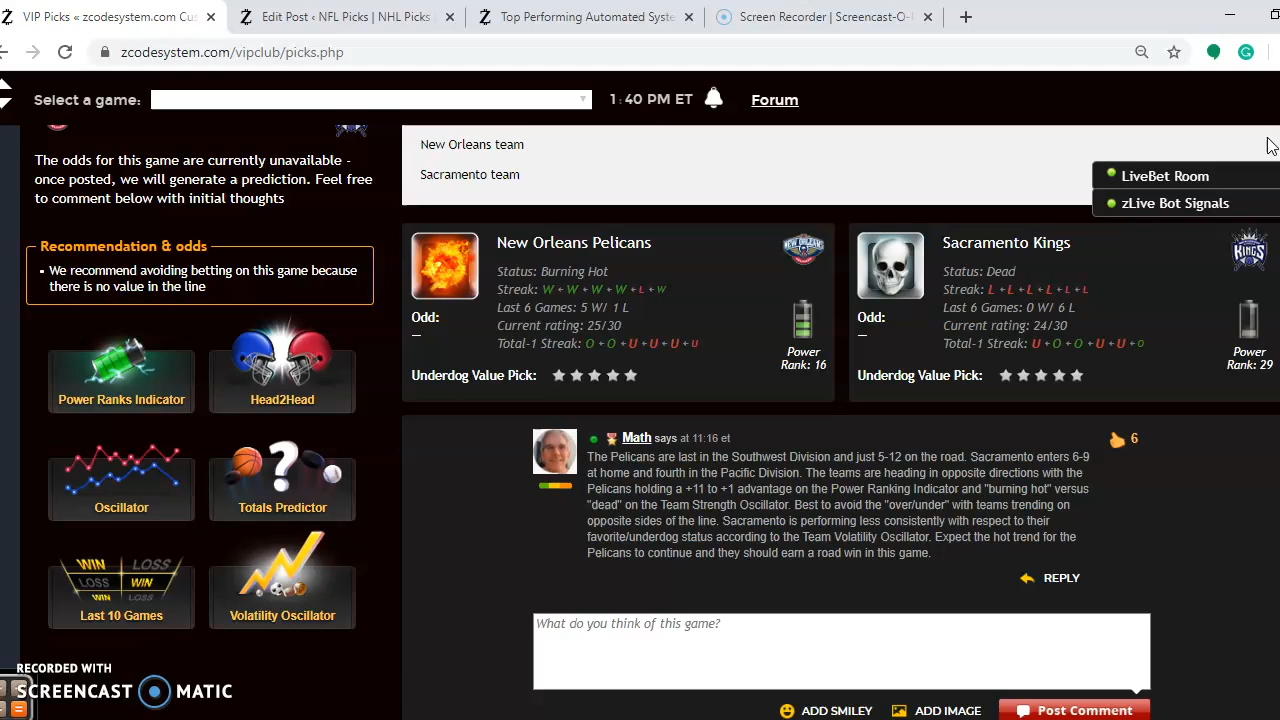 VIP Picks « zcodesystem.com Cus
Edit Post ‹ NFL Picks | NHL Picks
Top Performing Automated Syste
Screen Recorder | Screencast-O-
zcodesystem.com/vipclub/picks.php
Select a game:
1:40 PM ET
Forum
The odds for this game are currently unavailable -
once posted, we will generate a prediction. Feel free
to comment below with initial thoughts
Recommendation & odds
• We recommend avoiding betting on this game because
there is no value in the line
Power Ranks Indicator
Head2Head
Oscillator
Totals Predictor
WIN LOSS
LOSS WIN
WIN LOSS
Last 10 Games
Volatility Oscillator
New Orleans team
Sacramento team
LiveBet Room
zLive Bot Signals
New Orleans Pelicans
NEW ORLEANS
Status: Burning Hot
Streak: W + W + W + W + L + W
Last 6 Games: 5 W/ 1 L
Odd:
—
Current rating: 25/30
Total-1 Streak: O + O + U + U + U + U
Power
Rank: 16
Underdog Value Pick:
Sacramento Kings
KINGS
Status: Dead
Streak: L + L + L + L + L + L
Last 6 Games: 0 W/ 6 L
Odd:
—
Current rating: 24/30
Total-1 Streak: U + O + O + U + U + O
Power
Rank: 29
Underdog Value Pick:
Math says at 11:16 et
6
The Pelicans are last in the Southwest Division and just 5-12 on the road. Sacramento enters 6-9
at home and fourth in the Pacific Division. The teams are heading in opposite directions with the
Pelicans holding a +11 to +1 advantage on the Power Ranking Indicator and "burning hot" versus
"dead" on the Team Strength Oscillator. Best to avoid the "over/under" with teams trending on
opposite sides of the line. Sacramento is performing less consistently with respect to their
favorite/underdog status according to the Team Volatility Oscillator. Expect the hot trend for the
Pelicans to continue and they should earn a road win in this game.
REPLY
What do you think of this game?
ADD SMILEY
ADD IMAGE
Post Comment
RECORDED WITH
SCREENCAST MATIC